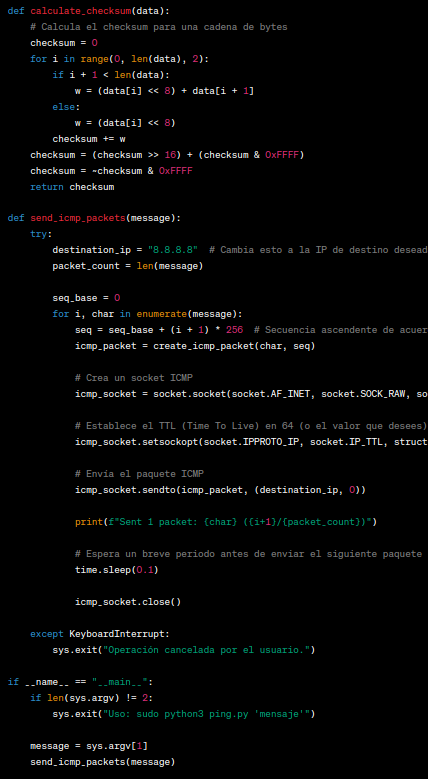 def calculate_checksum(data):
    # Calcula el checksum para una cadena de bytes
    checksum = 0
    for i in range(0, len(data), 2):
        if i + 1 < len(data):
            w = (data[i] << 8) + data[i + 1]
        else:
            w = (data[i] << 8)
        checksum += w
    checksum = (checksum >> 16) + (checksum & 0xFFFF)
    checksum = ~checksum & 0xFFFF
    return checksum

def send_icmp_packets(message):
    try:
        destination_ip = "8.8.8.8"  # Cambia esto a la IP de destino desead
        packet_count = len(message)

        seq_base = 0
        for i, char in enumerate(message):
            seq = seq_base + (i + 1) * 256  # Secuencia ascendente de acuer
            icmp_packet = create_icmp_packet(char, seq)

            # Crea un socket ICMP
            icmp_socket = socket.socket(socket.AF_INET, socket.SOCK_RAW, so

            # Establece el TTL (Time To Live) en 64 (o el valor que desees)
            icmp_socket.setsockopt(socket.IPPROTO_IP, socket.IP_TTL, struct

            # Envía el paquete ICMP
            icmp_socket.sendto(icmp_packet, (destination_ip, 0))

            print(f"Sent 1 packet: {char} ({i+1}/{packet_count})")

            # Espera un breve periodo antes de enviar el siguiente paquete
            time.sleep(0.1)

            icmp_socket.close()

    except KeyboardInterrupt:
        sys.exit("Operación cancelada por el usuario.")

if __name__ == "__main__":
    if len(sys.argv) != 2:
        sys.exit("Uso: sudo python3 ping.py 'mensaje'")

    message = sys.argv[1]
    send_icmp_packets(message)